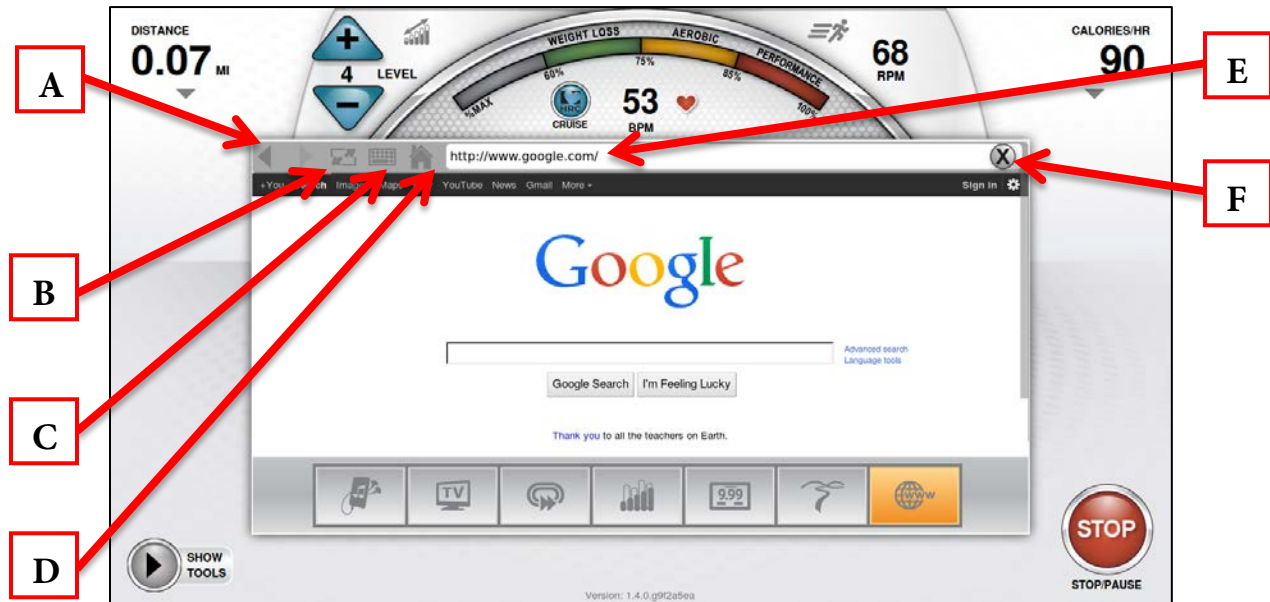 DISTANCE
0.07 MI
4 LEVEL
%MAX
60%
WEIGHT LOSS
75%
AEROBIC
85%
PERFORMANCE
100%
HRC
CRUISE
53
BPM
68
RPM
CALORIES/HR
90
A
B
C
D
E
F
http://www.google.com/
X
+You
YouTube News Gmail More
Sign in
Google
Advanced search
Language tools
Google Search
I'm Feeling Lucky
Thank you to all the teachers on Earth.
TV
9.99
www
SHOW
TOOLS
STOP
STOP/PAUSE
Version: 1.4.0.g9f2a5ea